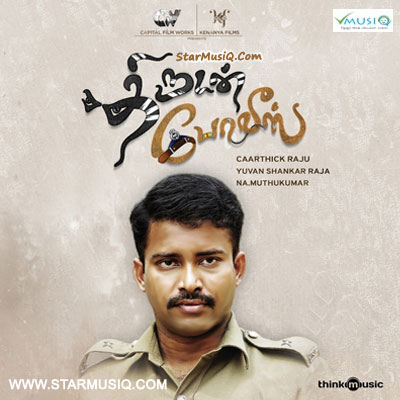 CAPITAL FILM WORKS
KENANYA FILMS
PRESENTS
VMUSIQ
StarMusiQ.Com
திருடன்
போலீஸ்
CAARTHICK RAJU
YUVAN SHANKAR RAJA
NA.MUTHUKUMAR
WWW.STARMUSIQ.COM
think music